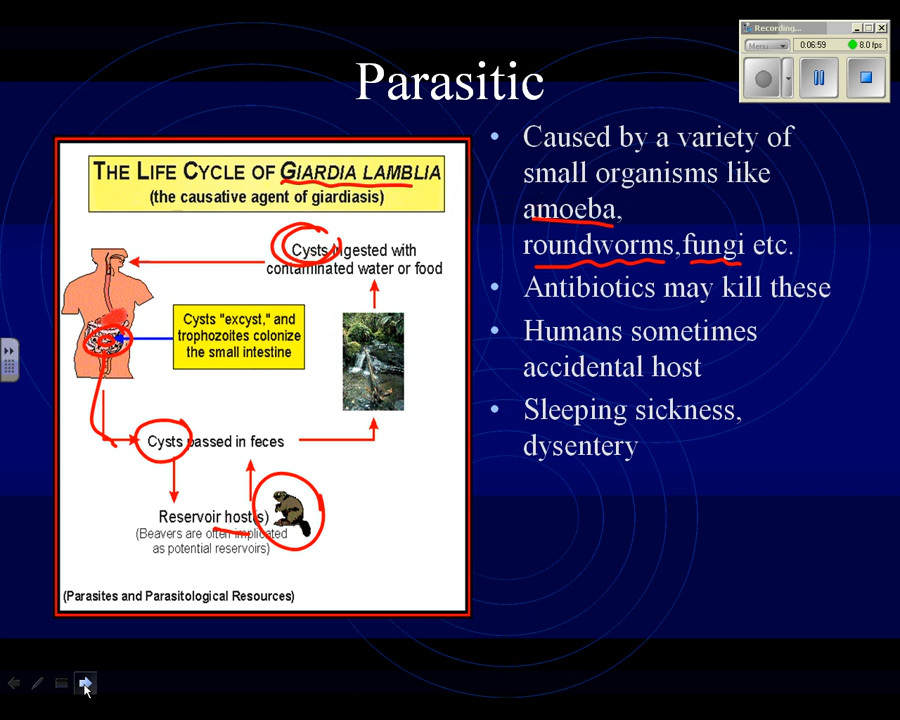 Recording...
Menu
0:06:59
8.0 fps
Parasitic
THE LIFE CYCLE OF GIARDIA LAMBLIA
(the causative agent of giardiasis)
Cysts ingested with
contaminated water or food
Cysts "excyst," and
trophozoites colonize
the small intestine
Cysts passed in feces
Reservoir host(s)
(Beavers are often implicated
as potential reservoirs)
(Parasites and Parasitological Resources)
• Caused by a variety of
small organisms like
amoeba,
roundworms,fungi etc.
• Antibiotics may kill these
• Humans sometimes
accidental host
• Sleeping sickness,
dysentery